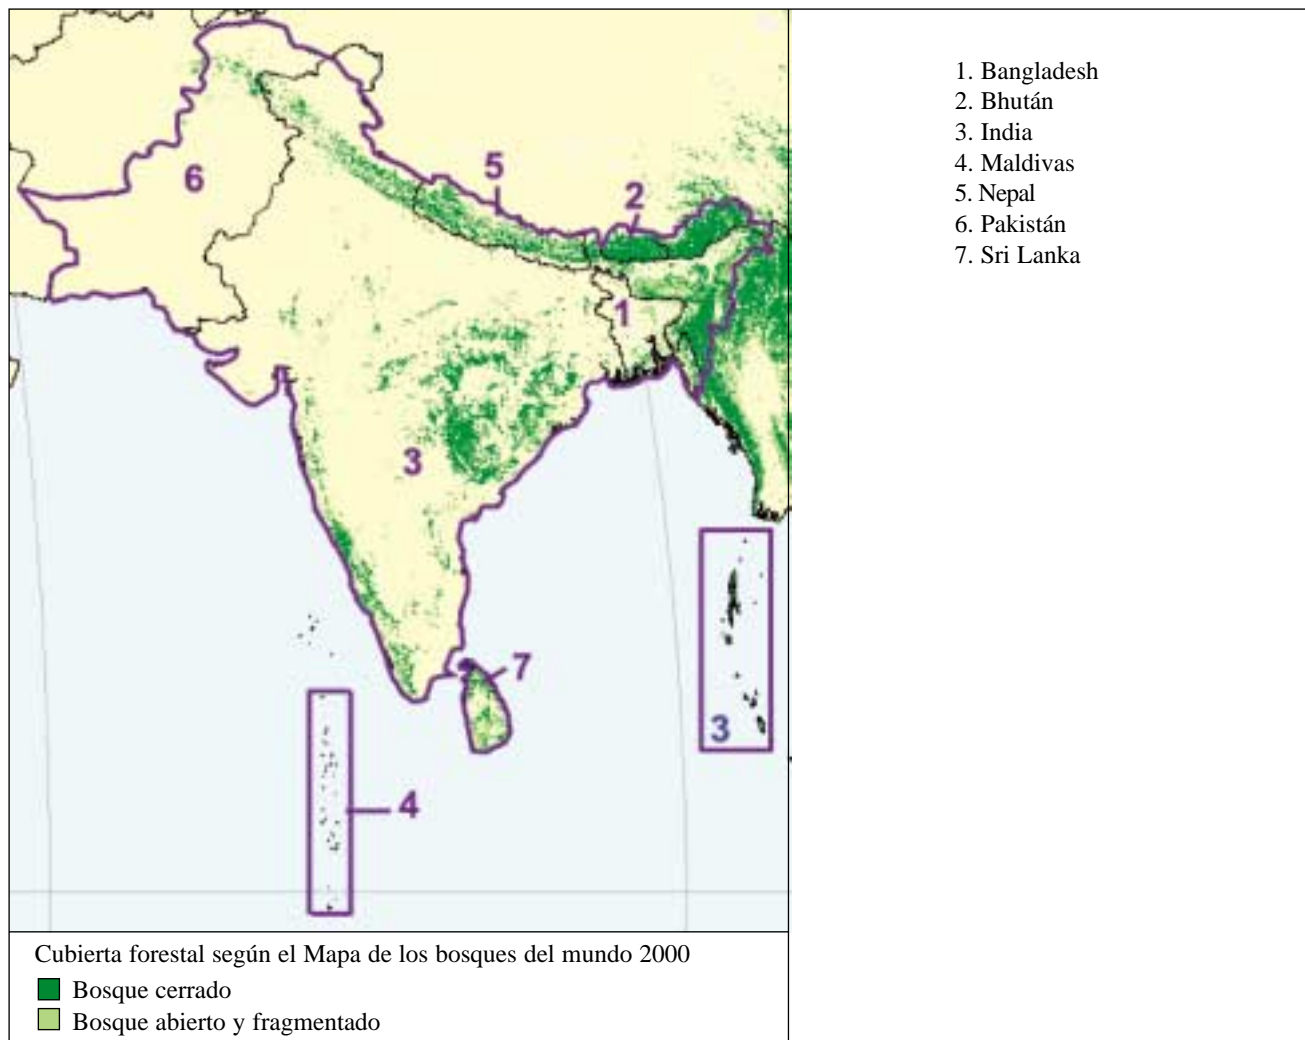 1. Bangladesh
2. Bhután
3. India
4. Maldivas
5. Nepal
6. Pakistán
7. Sri Lanka
5
6
2
1
3
7
3
4
Cubierta forestal según el Mapa de los bosques del mundo 2000
Bosque cerrado
Bosque abierto y fragmentado